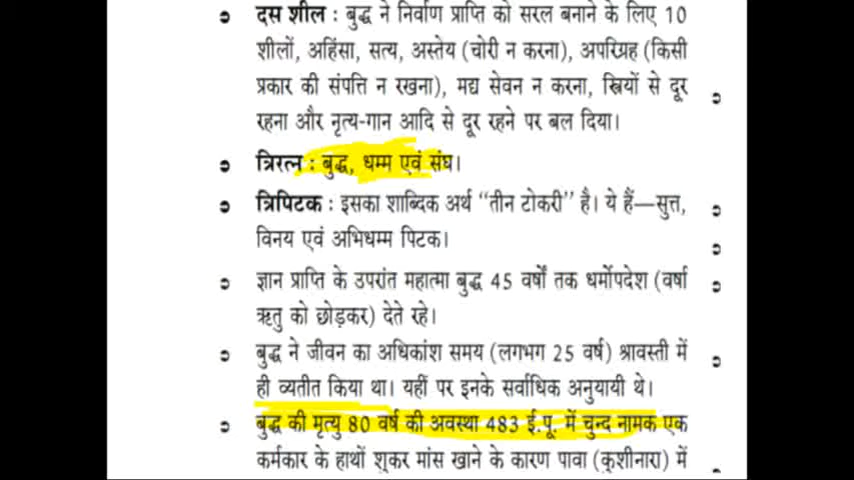 दस शील : बुद्ध ने निर्वाण प्राप्ति को सरल बनाने के लिए 10
शीलों, अहिंसा, सत्य, अस्तेय (चोरी न करना), अपरिग्रह (किसी
प्रकार की संपत्ति न रखना), मद्य सेवन न करना, स्त्रियों से दूर
रहना और नृत्य-गान आदि से दूर रहने पर बल दिया।
त्रिरत्न : बुद्ध, धम्म एवं संघ।
त्रिपिटक : इसका शाब्दिक अर्थ "तीन टोकरी" है। ये हैं—सुत्त,
विनय एवं अभिधम्म पिटक।
ज्ञान प्राप्ति के उपरांत महात्मा बुद्ध 45 वर्षों तक धर्मोपदेश (वर्षा
ऋतु को छोड़कर) देते रहे।
बुद्ध ने जीवन का अधिकांश समय (लगभग 25 वर्ष) श्रावस्ती में
ही व्यतीत किया था। यहीं पर इनके सर्वाधिक अनुयायी थे।
बुद्ध की मृत्यु 80 वर्ष की अवस्था 483 ई.पू. में चुन्द नामक एक
कर्मकार के हाथों शूकर मांस खाने के कारण पावा (कुशीनारा) में